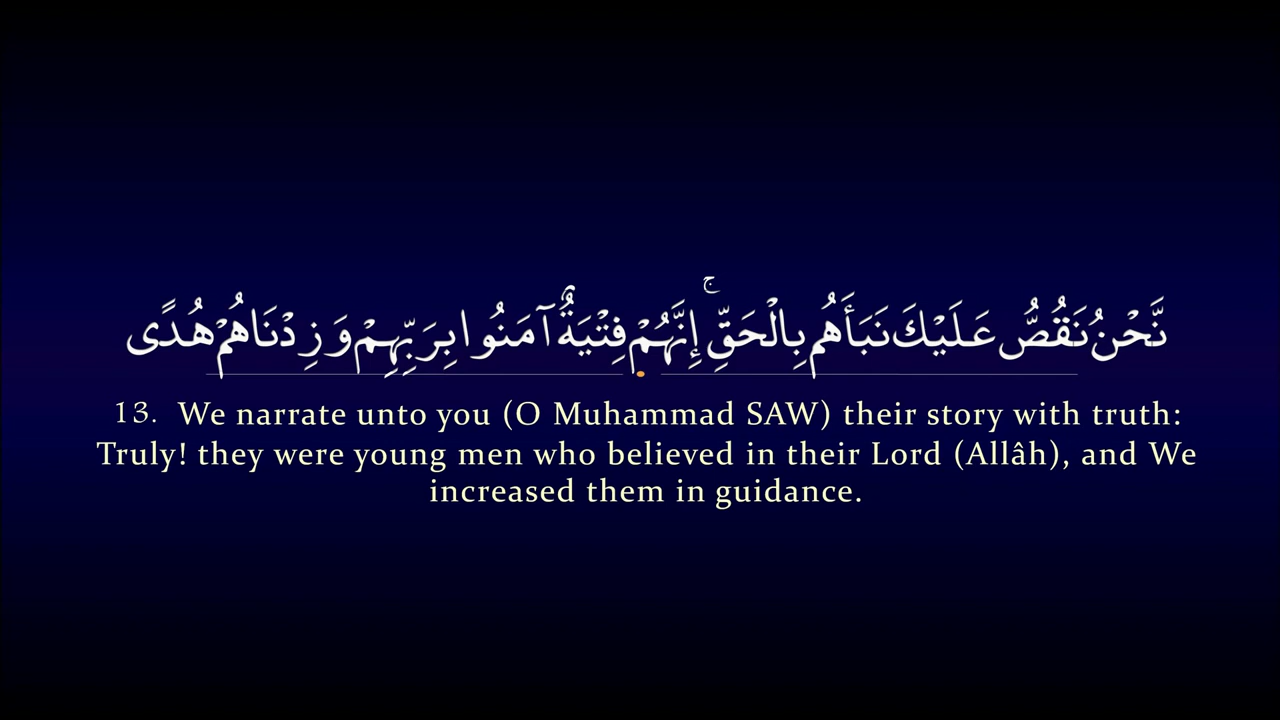 نَّحْنُ نَقُصُّ عَلَيْكَ نَبَأَهُم بِالْحَقِّ ۚ إِنَّهُمْ فِتْيَةٌ آمَنُوا بِرَبِّهِمْ وَزِدْنَاهُمْ هُدًى
13. We narrate unto you (O Muhammad SAW) their story with truth:
Truly! they were young men who believed in their Lord (Allâh), and We
increased them in guidance.